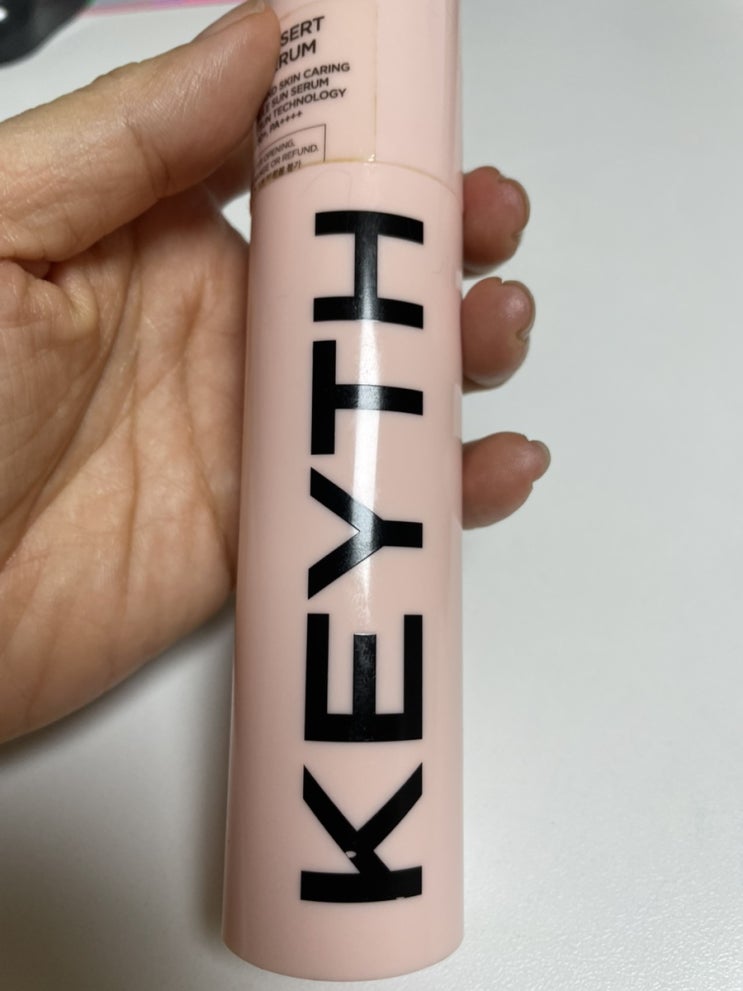 SERT
RUM
SKIN CARING
SUN SERUM
TECHNOLOGY
PA++++
OPENING,
OR REFUND.
KEYTH